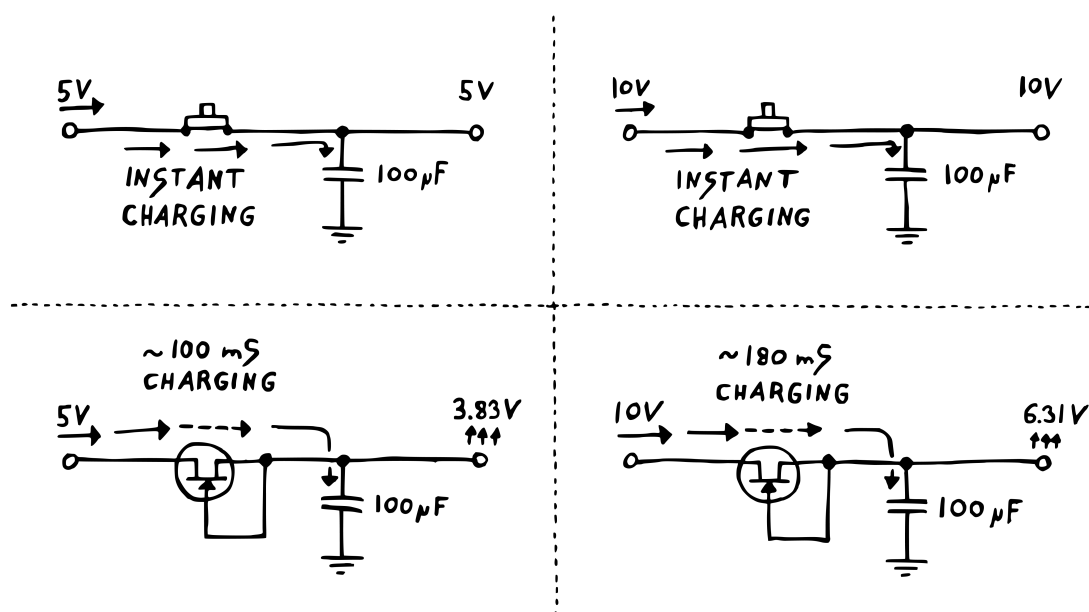 5V
5V
INSTANT
CHARGING
100µF
10V
10V
INSTANT
CHARGING
100µF
~100 mS
CHARGING
5V
3.83V
100µF
~180 mS
CHARGING
10V
6.31V
100µF